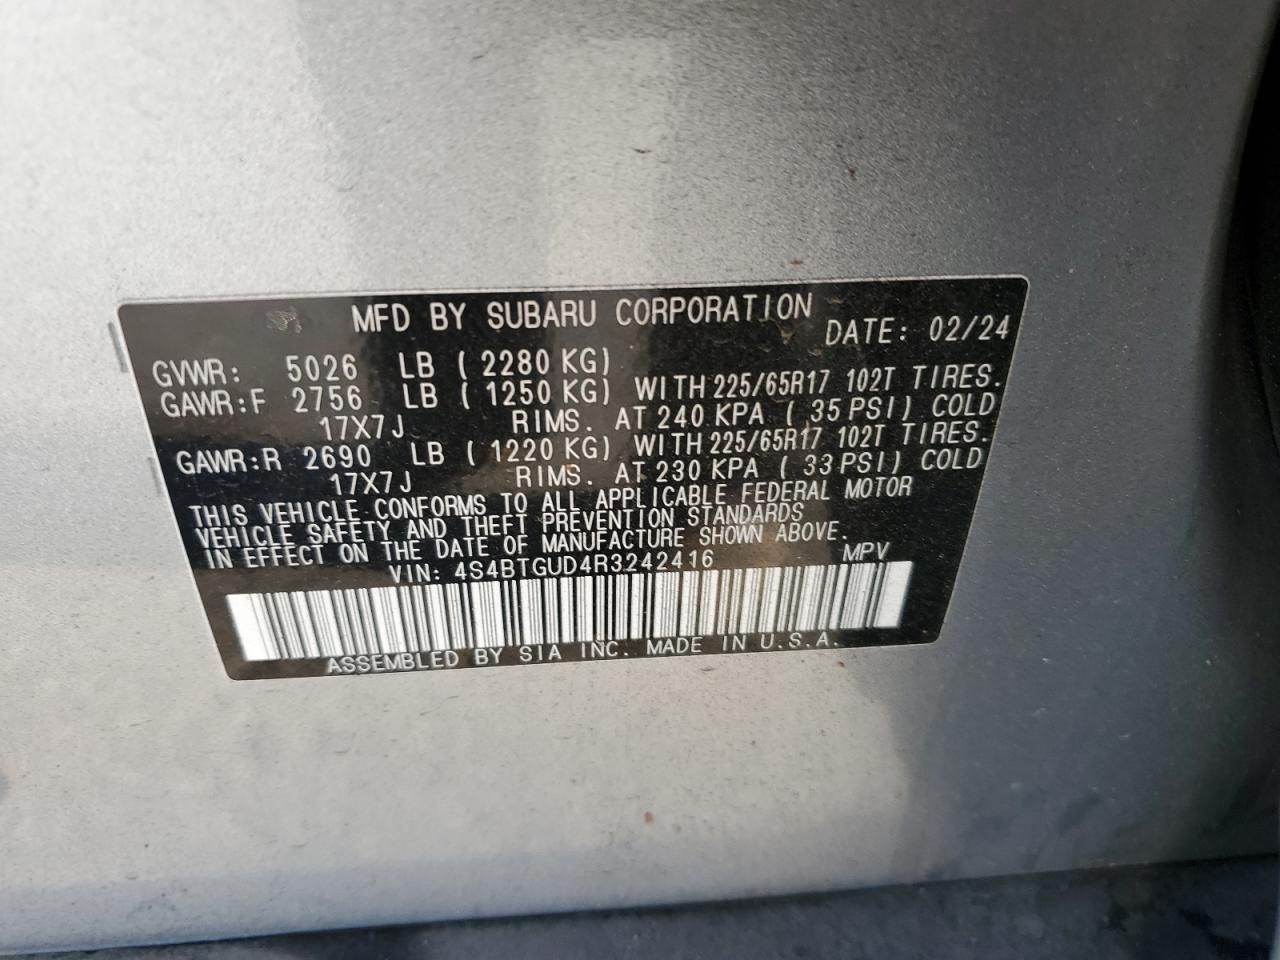 MFD BY SUBARU CORPORATION DATE: 02/24
GVWR: 5026 LB ( 2280 KG)
GAWR:F 2756 LB ( 1250 KG) WITH 225/65R17 102T TIRES.
17X7J RIMS. AT 240 KPA ( 35 PSI) COLD
GAWR:R 2690 LB ( 1220 KG) WITH 225/65R17 102T TIRES.
17X7J RIMS. AT 230 KPA ( 33 PSI) COLD
THIS VEHICLE CONFORMS TO ALL APPLICABLE FEDERAL MOTOR
VEHICLE SAFETY AND THEFT PREVENTION STANDARDS
IN EFFECT ON THE DATE OF MANUFACTURE SHOWN ABOVE.
VIN: 4S4BTGUD4R3242416 MPV
ASSEMBLED BY SIA INC. MADE IN U.S.A.